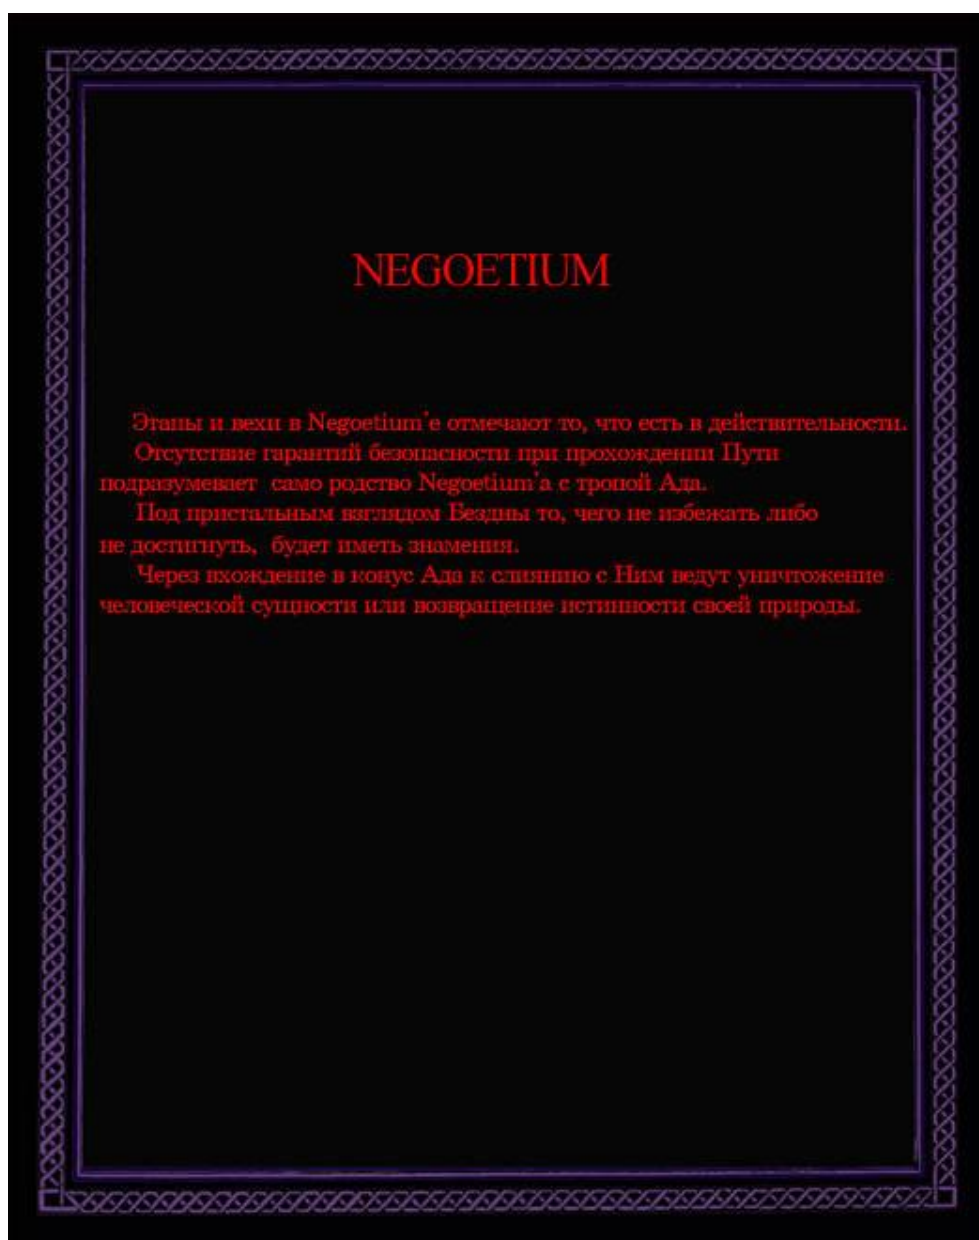 NEGOETIUM
Этапы и вехи в Negoetium'е отмечают то, что есть в действительности.
Отсутствие гарантий безопасности при прохождении Пути
подразумевает само родство Negoetium'а с тропой Ада.
Под пристальным взглядом Бездны то, чего не избежать либо
не достигнуть, будет иметь знамения.
Через вхождение в конус Ада к слиянию с Ним ведут уничтожение
человеческой сущности или возвращение истинности своей природы.